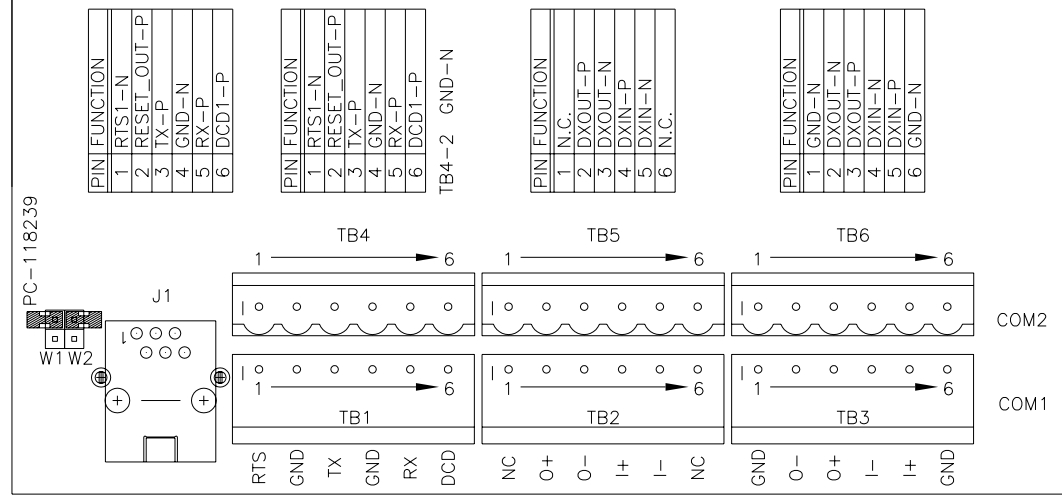 PIN FUNCTION
1 RTS1-N
2 RESET_OUT-P
3 TX-P
4 GND-N
5 RX-P
6 DCD1-P
PIN FUNCTION
1 RTS1-N
2 RESET_OUT-P
3 TX-P
4 GND-N
5 RX-P
6 DCD1-P
TB4-2 GND-N
PIN FUNCTION
1 N.C.
2 DXOUT-P
3 DXOUT-N
4 DXIN-P
5 DXIN-N
6 N.C.
PIN FUNCTION
1 GND-N
2 DXOUT-N
3 DXOUT-P
4 DXIN-N
5 DXIN-P
6 GND-N
PC-118239
TB4
1 6
TB5
1 6
TB6
1 6
J1
1
W1 W2
COM2
1 6
TB1
1 6
TB2
1 6
TB3
COM1
RTS
GND
TX
GND
RX
DCD
NC
O+
O-
I+
I-
NC
GND
O-
O+
I-
I+
GND